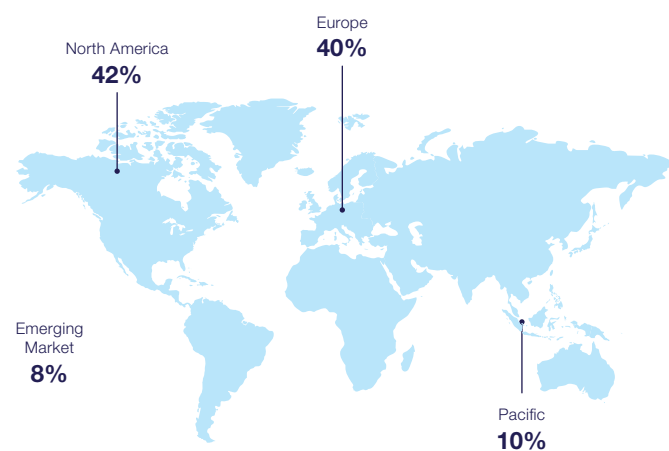 Europe
40%
North America
42%
Emerging
Market
8%
Pacific
10%